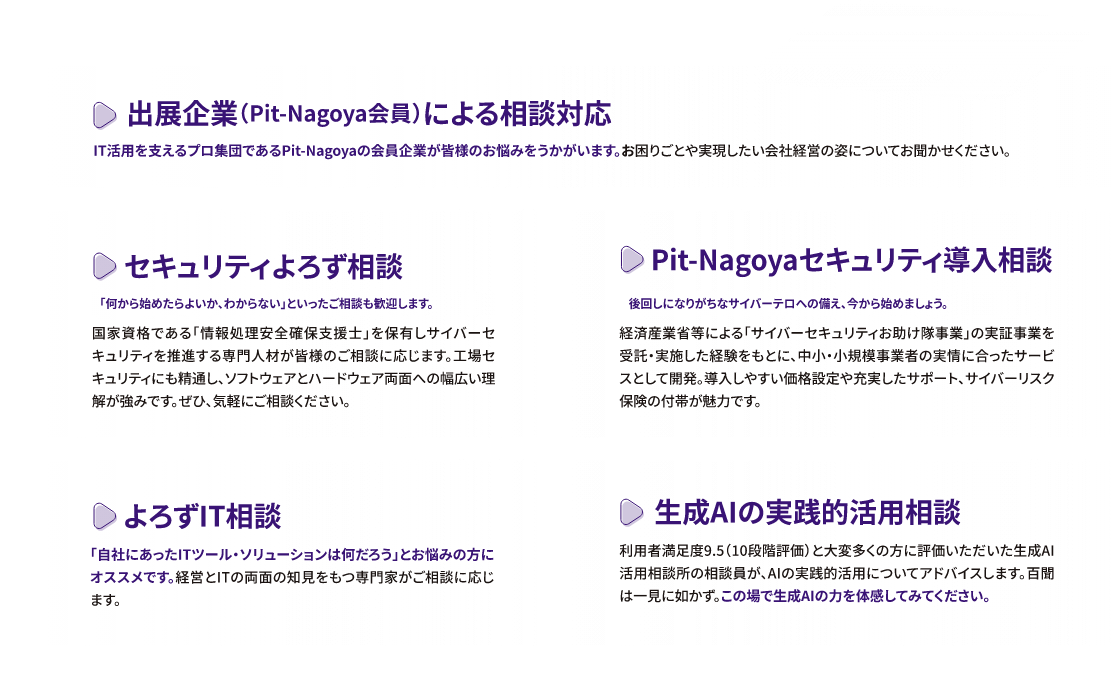 出展企業（Pit-Nagoya会員）による相談対応
IT活用を支えるプロ集団であるPit-Nagoyaの会員企業が皆様のお悩みをうかがいます。お困りごとや実現したい会社経営の姿についてお聞かせください。
セキュリティよろず相談
「何から始めたらよいか、わからない」といったご相談も歓迎します。
国家資格である「情報処理安全確保支援士」を保有しサイバーセ
キュリティを推進する専門人材が皆様のご相談に応じます。工場セ
キュリティにも精通し、ソフトウェアとハードウェア両面への幅広い理
解が強みです。ぜひ、気軽にご相談ください。
Pit-Nagoyaセキュリティ導入相談
後回しになりがちなサイバーテロへの備え、今から始めましょう。
経済産業省等による「サイバーセキュリティお助け隊事業」の実証事業を
受託・実施した経験をもとに、中小・小規模事業者の実情に合ったサービ
スとして開発。導入しやすい価格設定や充実したサポート、サイバーリスク
保険の付帯が魅力です。
よろずIT相談
「自社にあったITツール・ソリューションは何だろう」とお悩みの方に
オススメです。経営とITの両面の知見をもつ専門家がご相談に応じ
ます。
生成AIの実践的活用相談
利用者満足度9.5（10段階評価）と大変多くの方に評価いただいた生成AI
活用相談所の相談員が、AIの実践的活用についてアドバイスします。百聞
は一見に如かず。この場で生成AIの力を体感してみてください。